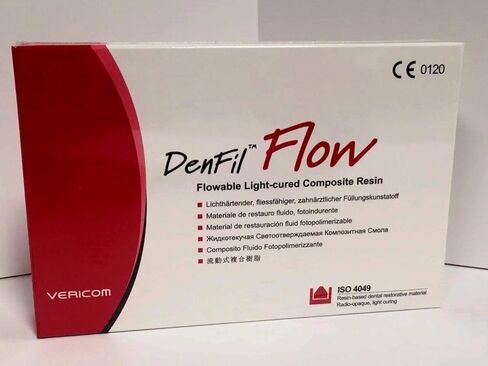 CE 0120
DenFil™ Flow
Flowable Light-cured Composite Resin
Lichthärtender, fliessfähiger, zahnärztlicher Füllungskunststoff
Materiale de restauro fluido, fotoindurente
Material de restauración fluid fotopolimerizable
Жидкотекучая Светоотверждаемая Композитная Смола
Composito Fluido Fotopolimerizzante
流動式複合樹脂
VERICOM
ISO 4049
Resin-based dental restorative material
Radio-opaque, light curing